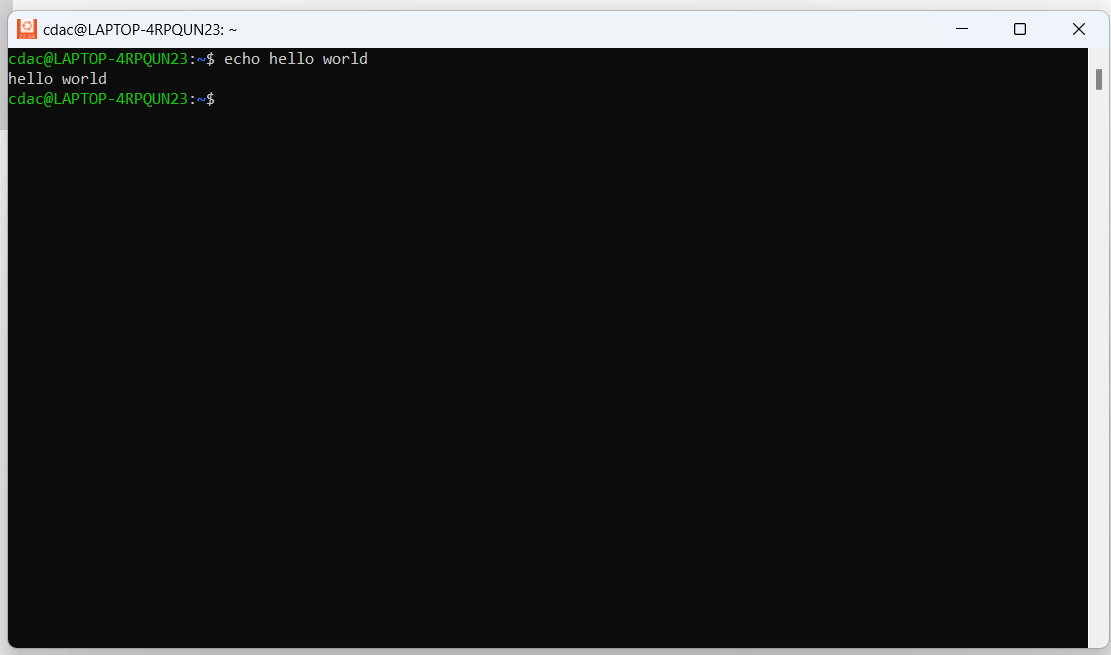 cdac@LAPTOP-4RPQUN23: ~
cdac@LAPTOP-4RPQUN23:~$ echo hello world
hello world
cdac@LAPTOP-4RPQUN23:~$